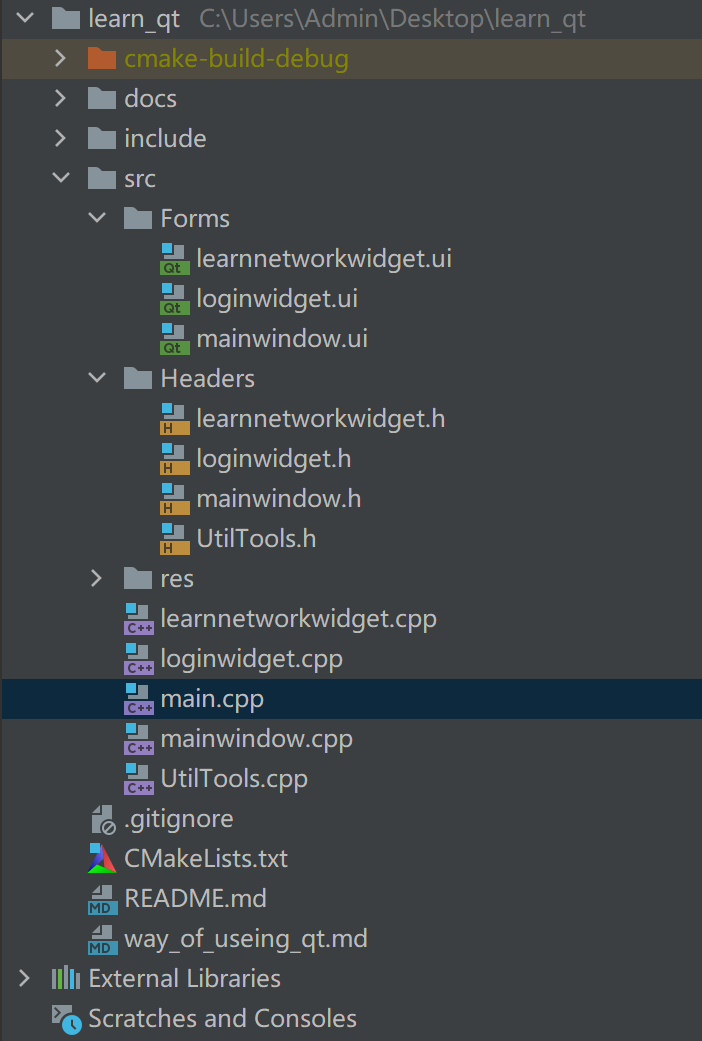 learn_qt C:\Users\Admin\Desktop\learn_qt
cmake-build-debug
docs
include
src
Forms
Qt learnnetworkwidget.ui
Qt loginwidget.ui
Qt mainwindow.ui
Headers
H learnnetworkwidget.h
H loginwidget.h
H mainwindow.h
H UtilTools.h
res
C++ learnnetworkwidget.cpp
C++ loginwidget.cpp
C++ main.cpp
C++ mainwindow.cpp
C++ UtilTools.cpp
.gitignore
CMakeLists.txt
MD README.md
MD way_of_useing_qt.md
External Libraries
Scratches and Consoles